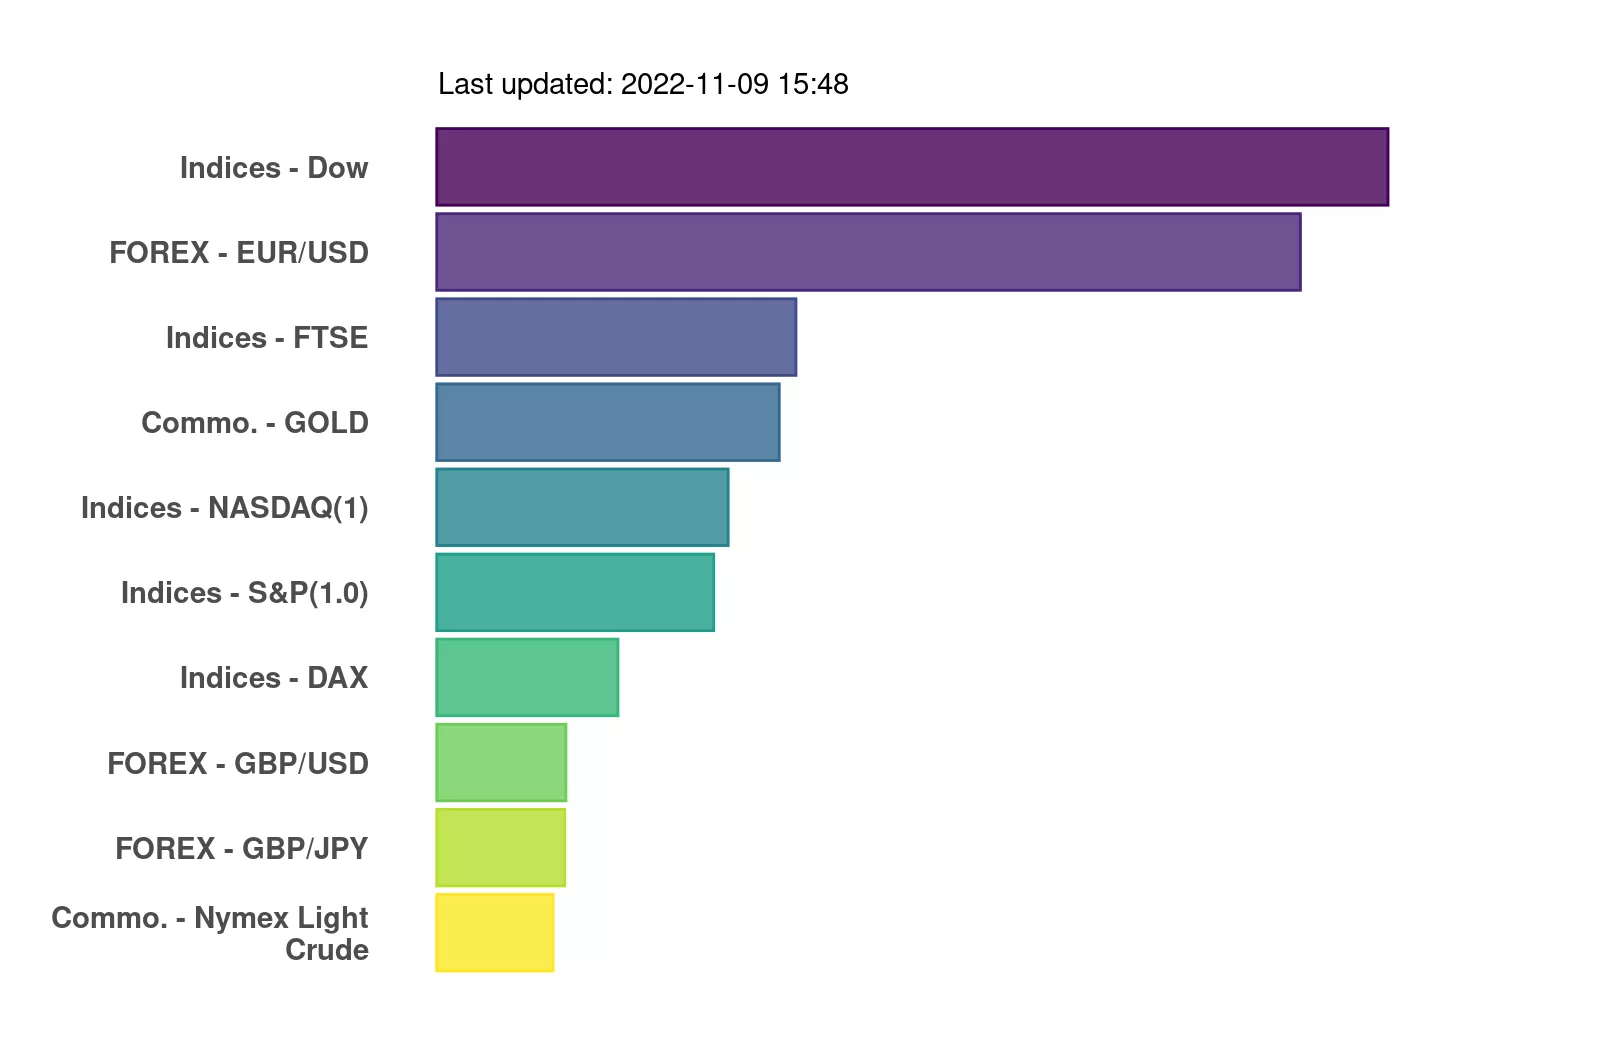 Last updated: 2022-11-09 15:48
Indices - Dow
FOREX - EUR/USD
Indices - FTSE
Commo. - GOLD
Indices - NASDAQ(1)
Indices - S&P(1.0)
Indices - DAX
FOREX - GBP/USD
FOREX - GBP/JPY
Commo. - Nymex Light
Crude